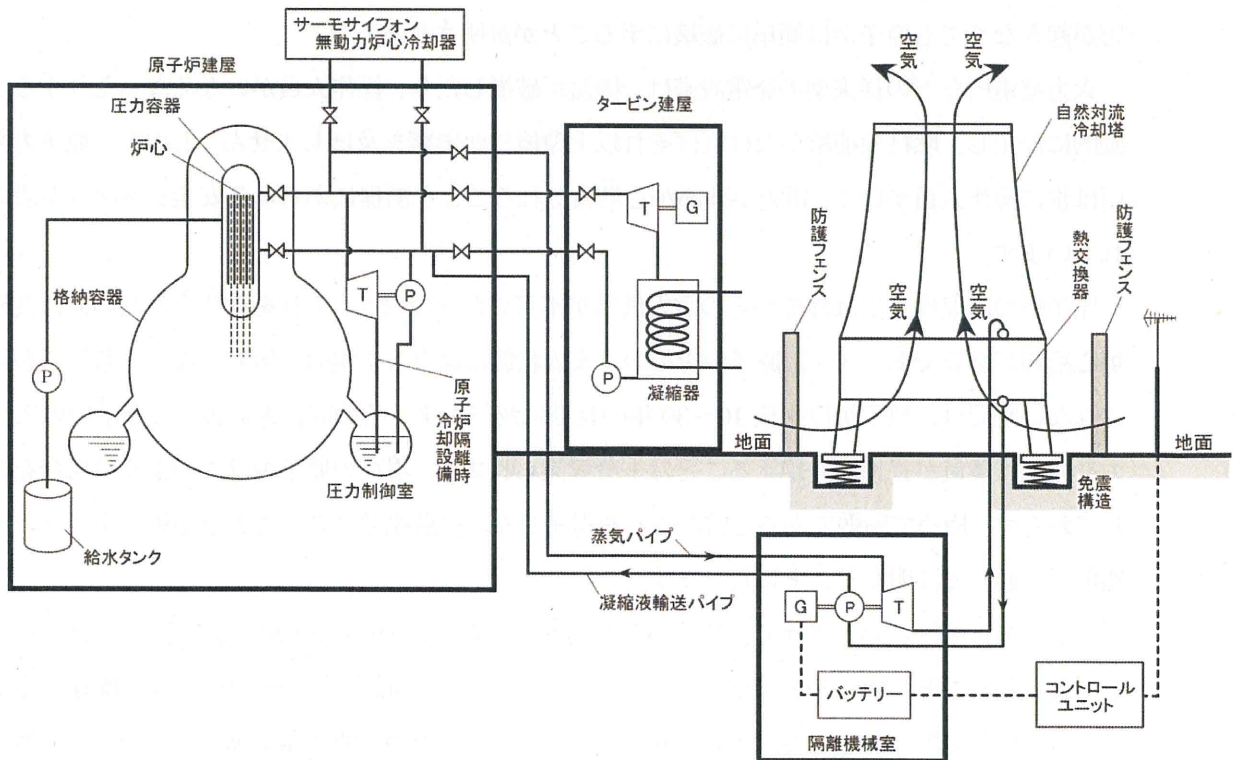 サーモサイフォン
無動力炉心冷却器
原子炉建屋
圧力容器
炉心
格納容器
P
給水タンク
T
P
原子炉隔離時
冷却設備
圧力制御室
タービン建屋
T
G
P
凝縮器
空気
空気
自然対流
冷却塔
防護フェンス
防護フェンス
熱交換器
空気
空気
地面
地面
免震
構造
蒸気パイプ
凝縮液輸送パイプ
G
P
T
バッテリー
コントロール
ユニット
隔離機械室